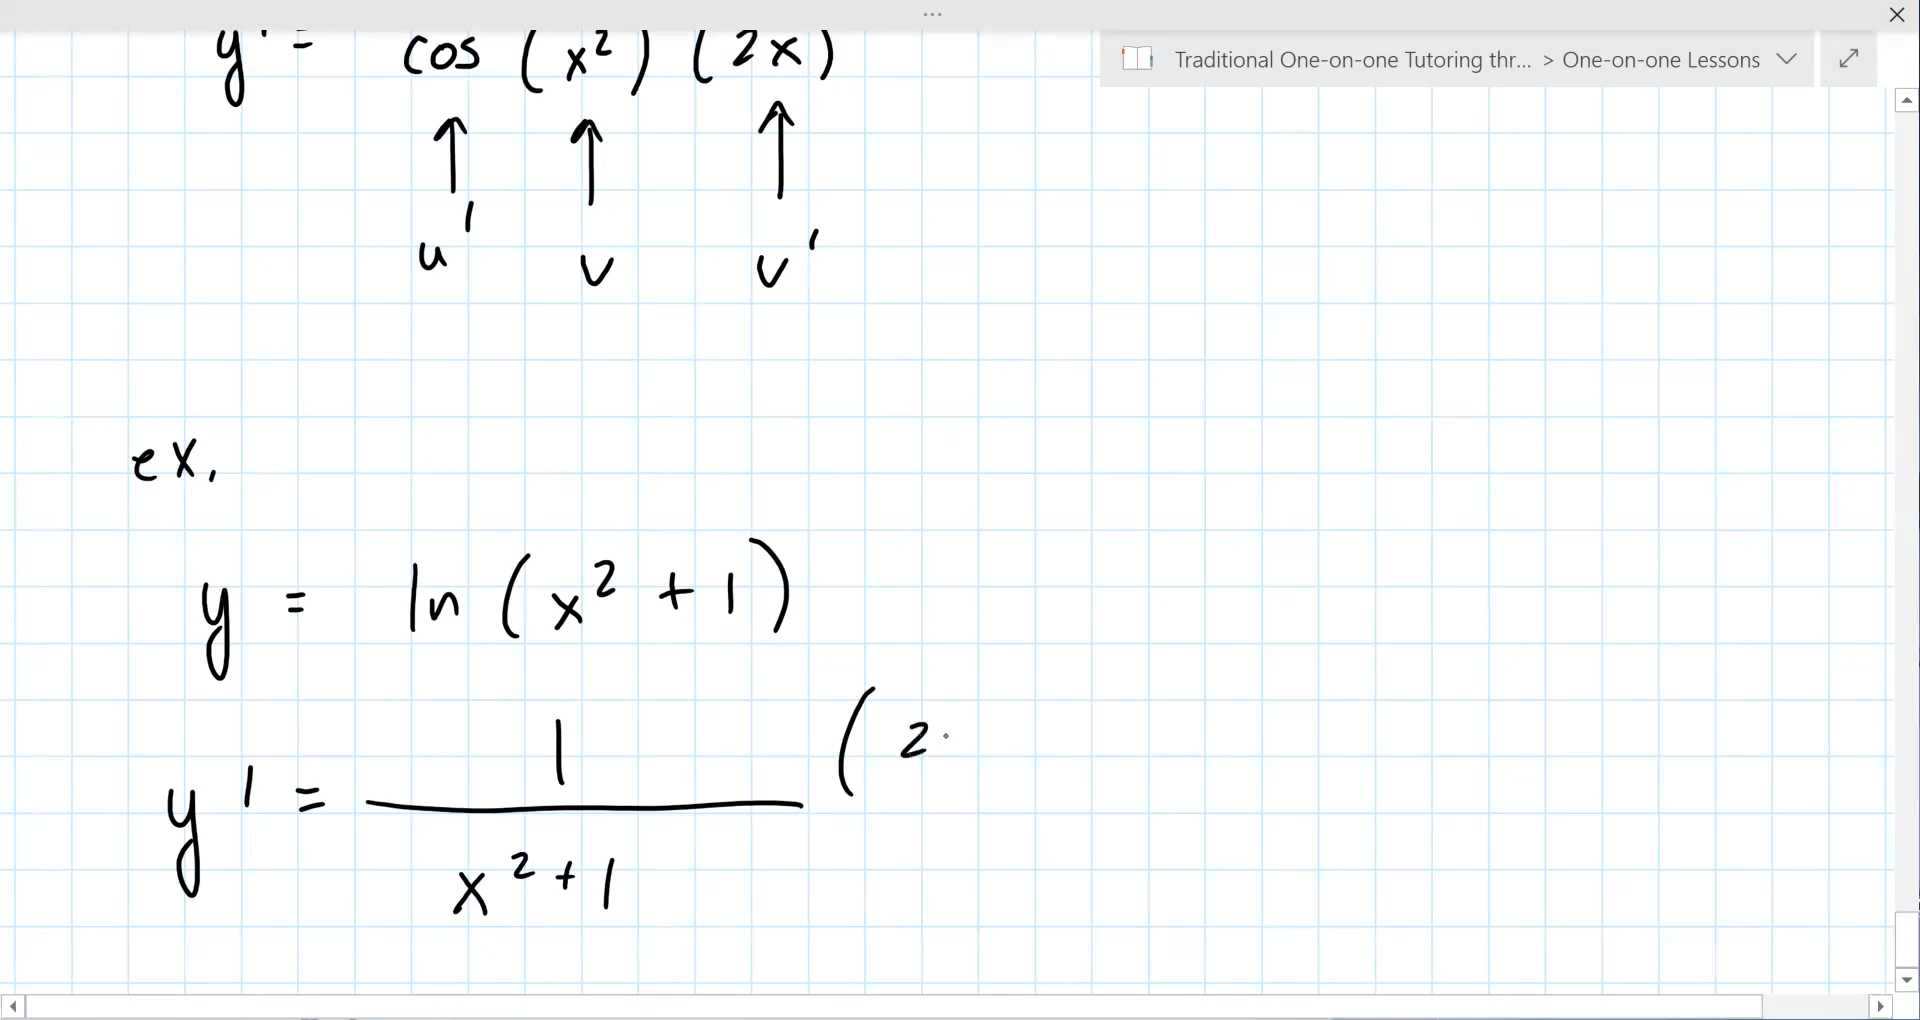 Traditional One-on-one Tutoring thr... > One-on-one Lessons
y' = cos (x²) (2x)
u' v v'
ex.
y = ln (x² + 1)
y' = 1 / (x² + 1) (2